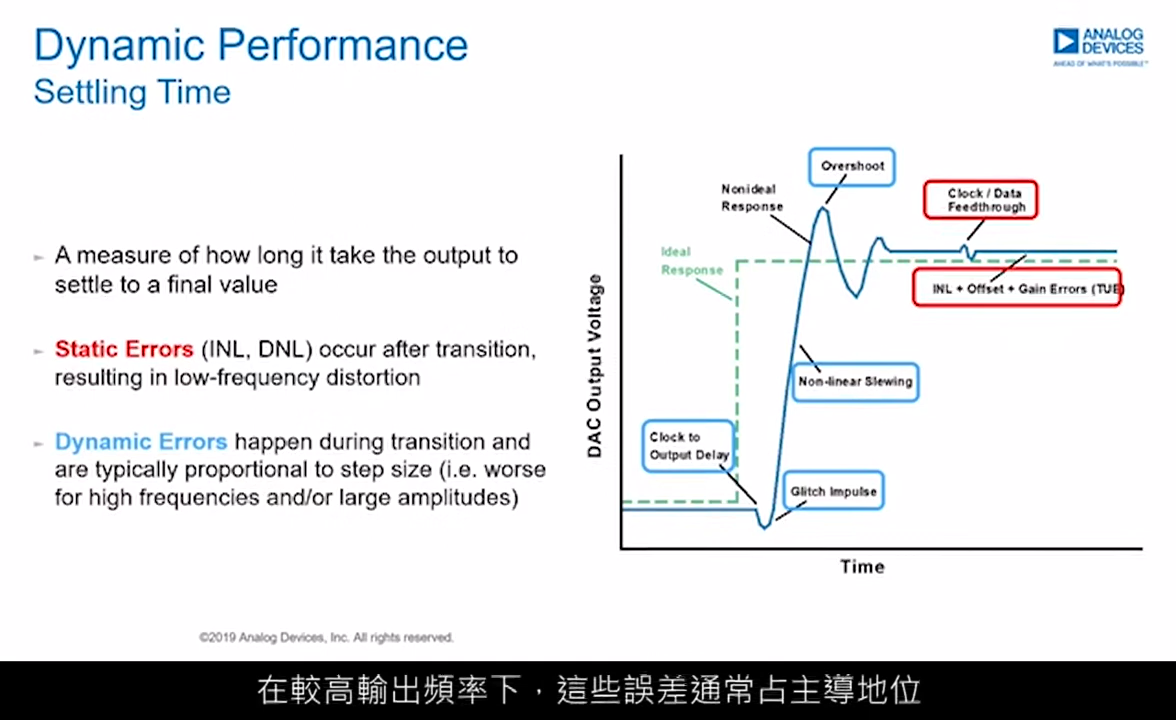 Dynamic Performance
Settling Time
ANALOG
DEVICES
AHEAD OF WHAT'S POSSIBLE™
A measure of how long it take the output to
settle to a final value
Static Errors (INL, DNL) occur after transition,
resulting in low-frequency distortion
Dynamic Errors happen during transition and
are typically proportional to step size (i.e. worse
for high frequencies and/or large amplitudes)
DAC Output Voltage
Overshoot
Nonideal
Response
Clock / Data
Feedthrough
Ideal
Response
INL + Offset + Gain Errors (TUE)
Non-linear Slewing
Clock to
Output Delay
Glitch Impulse
Time
©2019 Analog Devices, Inc. All rights reserved.
在較高輸出頻率下，這些誤差通常占主導地位